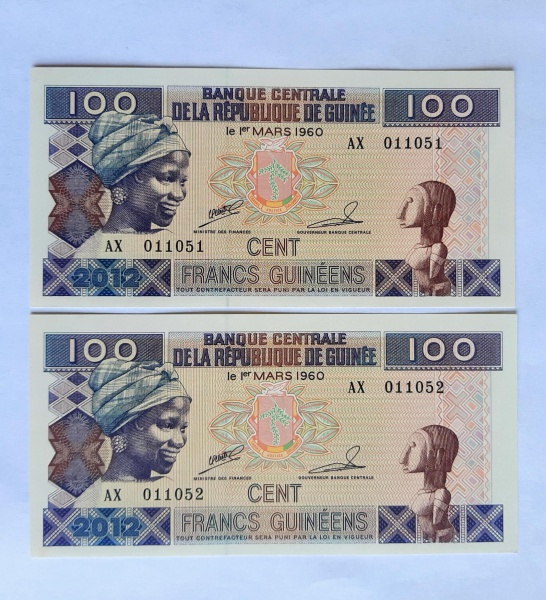 100
BANQUE CENTRALE
DE LA RÉPUBLIQUE DE GUINÉE
le 1er MARS 1960
100
AX 011051
MINISTRE DES FINANCES
GOUVERNEUR BANQUE CENTRALE
AX 011051
CENT
2012
FRANCS GUINÉENS
TOUT CONTREFACTEUR SERA PUNI PAR LA LOI EN VIGUEUR
100
BANQUE CENTRALE
DE LA RÉPUBLIQUE DE GUINÉE
le 1er MARS 1960
100
AX 011052
MINISTRE DES FINANCES
GOUVERNEUR BANQUE CENTRALE
AX 011052
CENT
2012
FRANCS GUINÉENS
TOUT CONTREFACTEUR SERA PUNI PAR LA LOI EN VIGUEUR